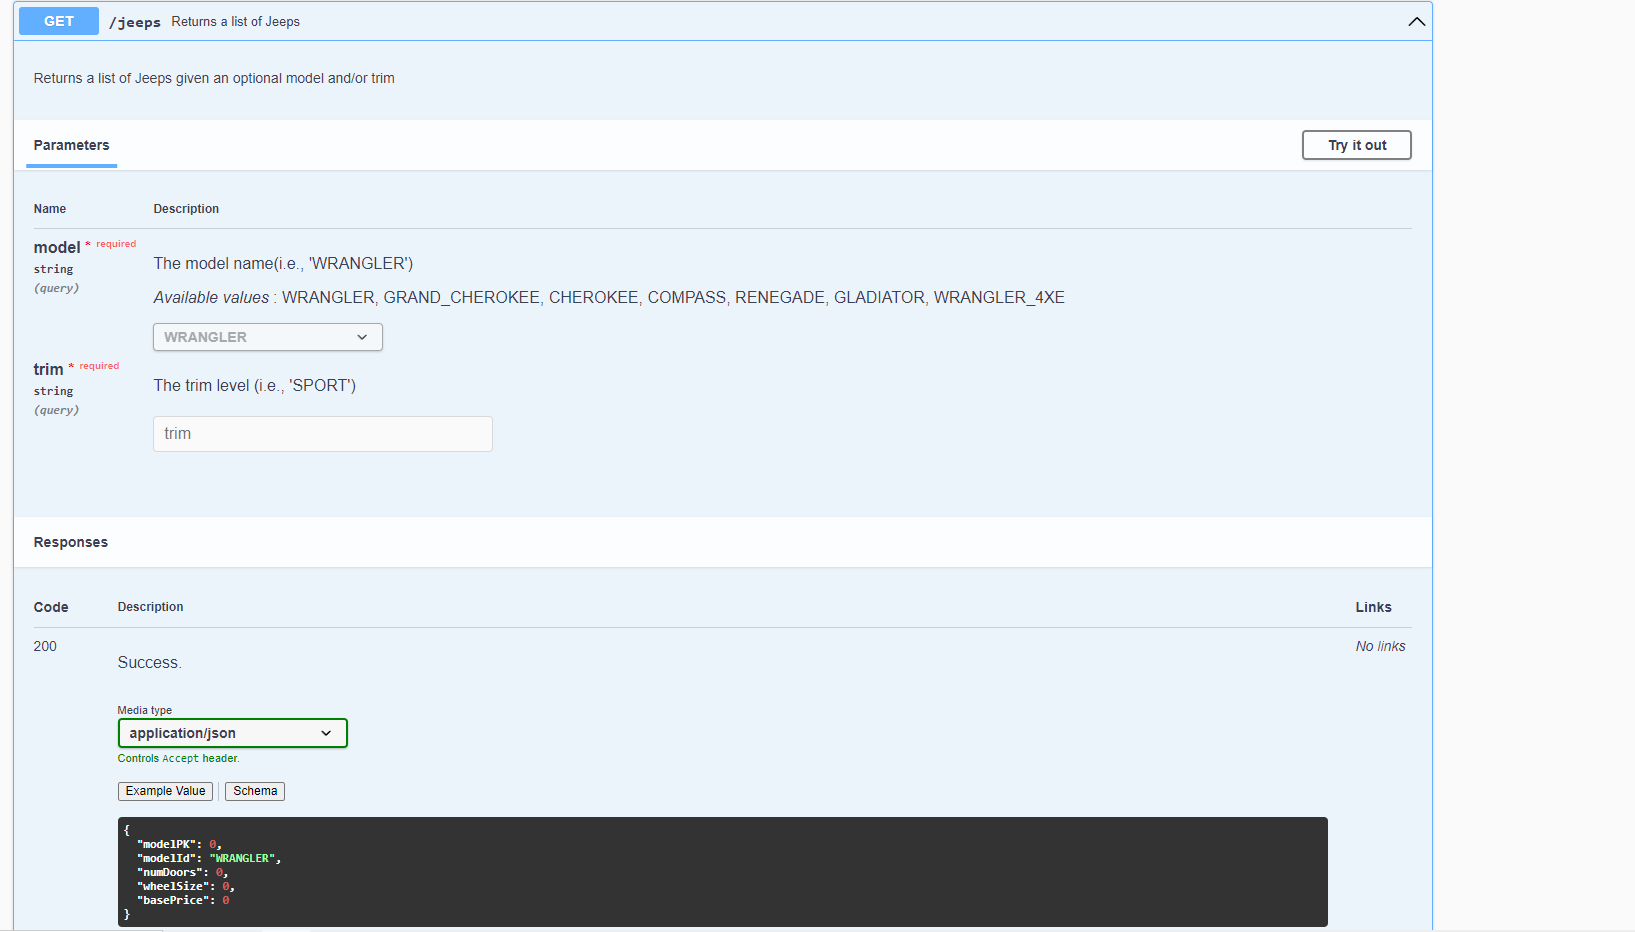 GET /jeeps Returns a list of Jeeps
Returns a list of Jeeps given an optional model and/or trim
Parameters
Try it out
Name Description
model * required
string
(query)
The model name(i.e., 'WRANGLER')
Available values : WRANGLER, GRAND_CHEROKEE, CHEROKEE, COMPASS, RENEGADE, GLADIATOR, WRANGLER_4XE
WRANGLER
trim * required
string
(query)
The trim level (i.e., 'SPORT')
trim
Responses
Code Description Links
200
Success.
No links
Media type
application/json
Controls Accept header.
Example Value Schema
{
"modelPK": 0,
"modelId": "WRANGLER",
"numDoors": 0,
"wheelSize": 0,
"basePrice": 0
}